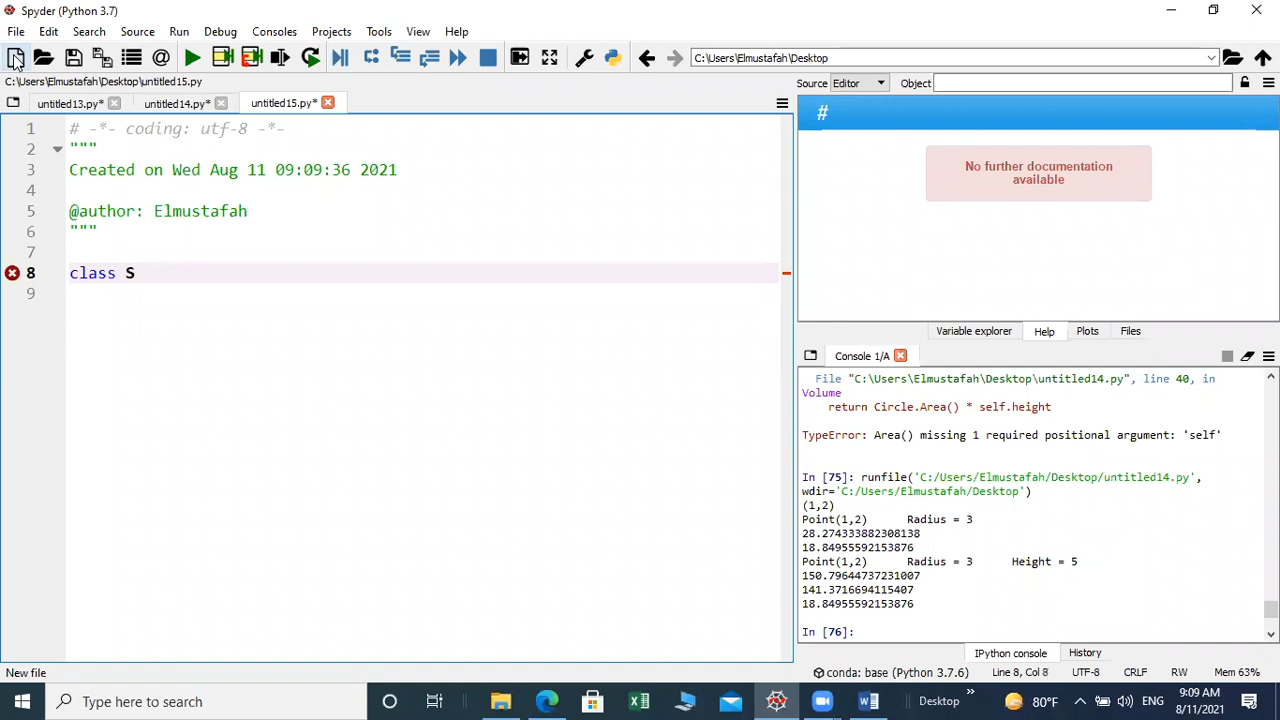 Spyder (Python 3.7)
File Edit Search Source Run Debug Consoles Projects Tools View Help
C:\Users\Elmustafah\Desktop
C:\Users\Elmustafah\Desktop\untitled15.py
Source Editor Object
untitled13.py* untitled14.py* untitled15.py*
1 # -*- coding: utf-8 -*-
2 """
3 Created on Wed Aug 11 09:09:36 2021
4
5 @author: Elmustafah
6 """
7
8 class S
9
#
No further documentation
available
Variable explorer Help Plots Files
Console 1/A
File "C:\Users\Elmustafah\Desktop\untitled14.py", line 40, in
Volume
return Circle.Area() * self.height
TypeError: Area() missing 1 required positional argument: 'self'
In [75]: runfile('C:/Users/Elmustafah/Desktop/untitled14.py',
wdir='C:/Users/Elmustafah/Desktop')
(1,2)
Point(1,2) Radius = 3
28.274333882308138
18.84955592153876
Point(1,2) Radius = 3 Height = 5
150.79644737231007
141.3716694115407
18.84955592153876
In [76]:
IPython console History
New file
conda: base (Python 3.7.6) Line 8, Col 8 UTF-8 CRLF RW Mem 63%
Type here to search
Desktop » 80°F ENG
9:09 AM
8/11/2021